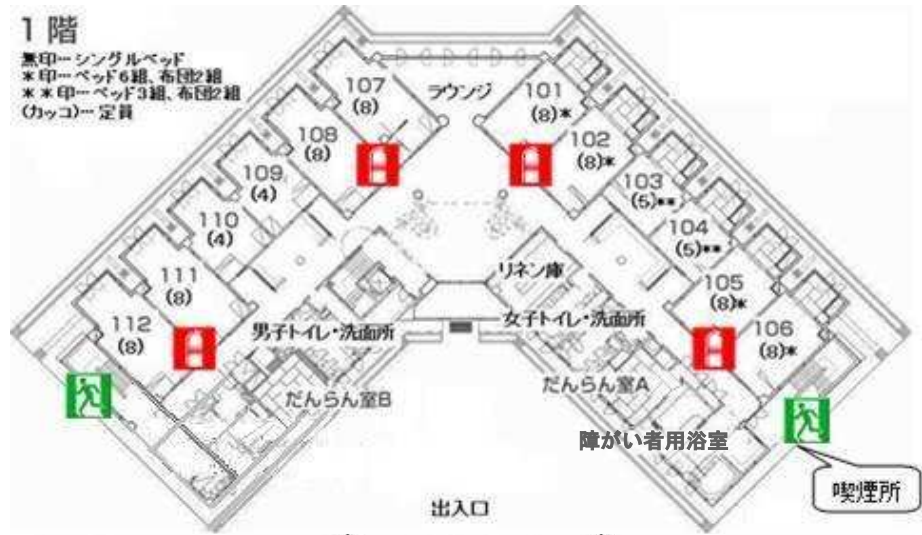 1階
無印…シングルベッド
＊印…ベッド6組、布団2組
＊＊印…ベッド3組、布団2組
(カッコ)…定員
107
(8)
ラウンジ
101
(8)*
108
(8)
102
(8)*
109
(4)
103
(5)**
110
(4)
104
(5)**
111
(8)
リネン庫
105
(8)*
112
(8)
男子トイレ・洗面所
女子トイレ・洗面所
106
(8)*
だんらん室B
だんらん室A
障がい者用浴室
喫煙所
出入口